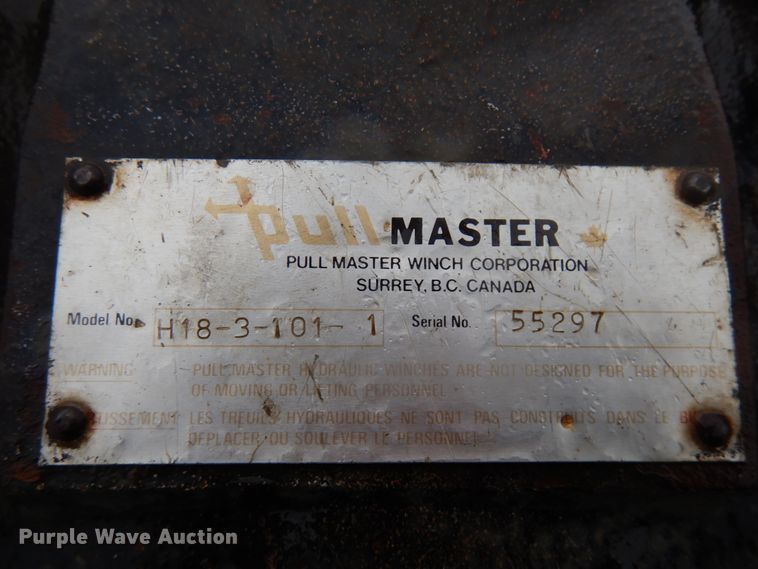 pull MASTER
PULL MASTER WINCH CORPORATION
SURREY, B.C. CANADA
Model No. H18-3-101-1 Serial No. 55297
WARNING - PULL MASTER HYDRAULIC WINCHES ARE NOT DESIGNED FOR THE PURPOSE
OF MOVING OR LIFTING PERSONNEL
LES TREUILS HYDRAULIQUES NE SONT PAS CONSTRUITS DANS LE
DEPLACER OU SOULEVER LE PERSONNEL
Purple Wave Auction